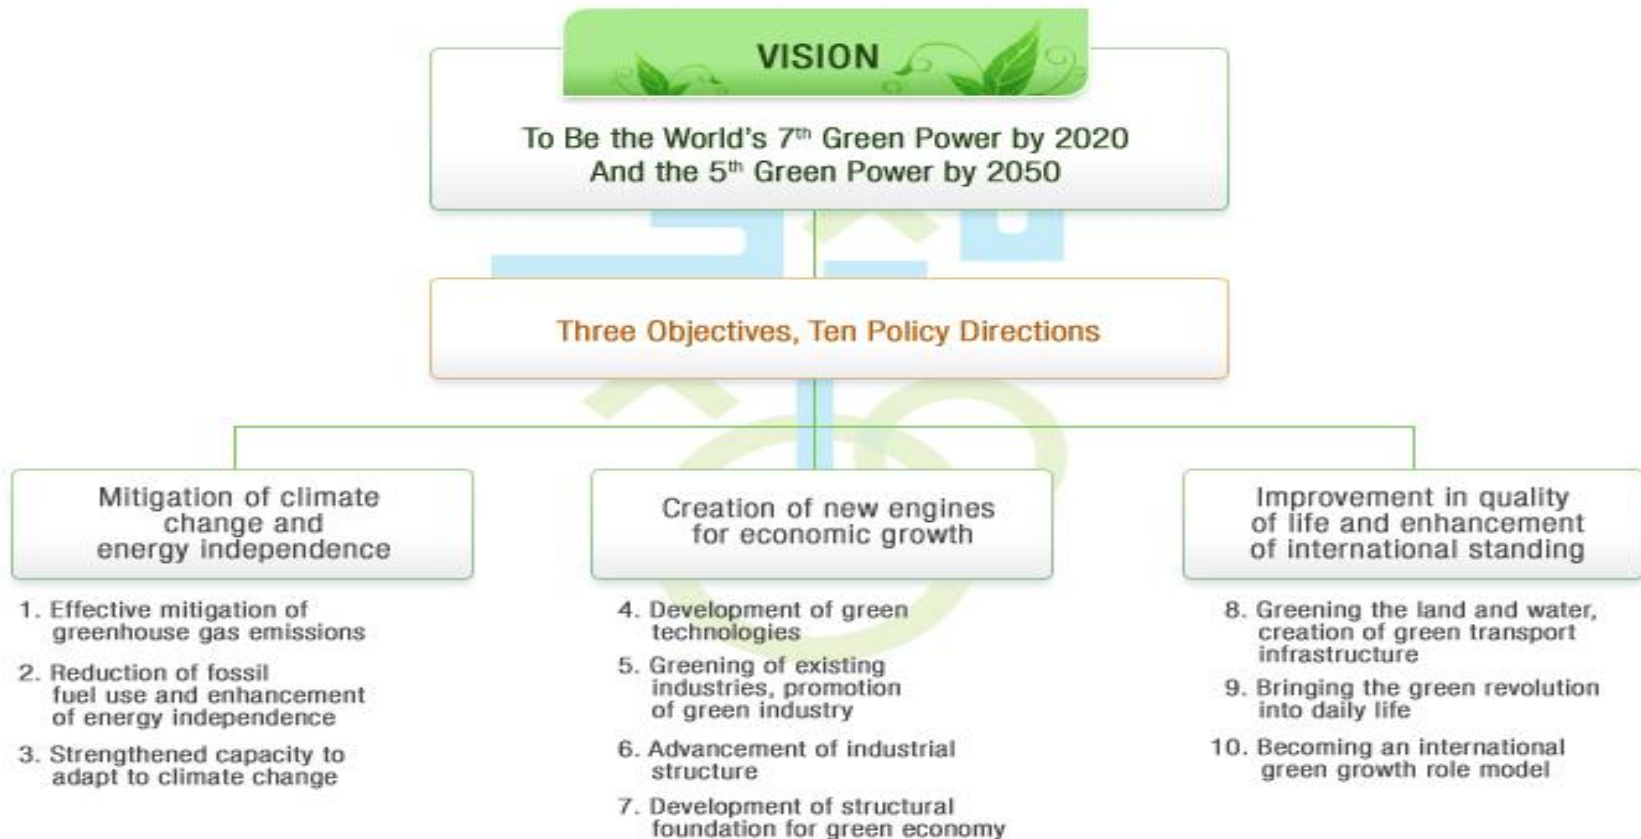 VISION
To Be the World's 7th Green Power by 2020
And the 5th Green Power by 2050
Three Objectives, Ten Policy Directions
Mitigation of climate
change and
energy independence
1. Effective mitigation of
greenhouse gas emissions
2. Reduction of fossil
fuel use and enhancement
of energy independence
3. Strengthened capacity to
adapt to climate change
Creation of new engines
for economic growth
4. Development of green
technologies
5. Greening of existing
industries, promotion
of green industry
6. Advancement of industrial
structure
7. Development of structural
foundation for green economy
Improvement in quality
of life and enhancement
of international standing
8. Greening the land and water,
creation of green transport
infrastructure
9. Bringing the green revolution
into daily life
10. Becoming an international
green growth role model